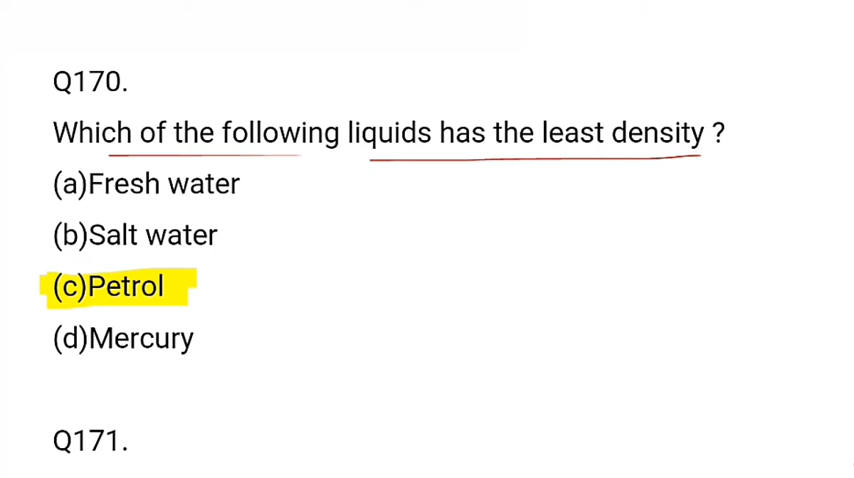 Q170.
Which of the following liquids has the least density ?
(a)Fresh water
(b)Salt water
(c)Petrol
(d)Mercury
Q171.